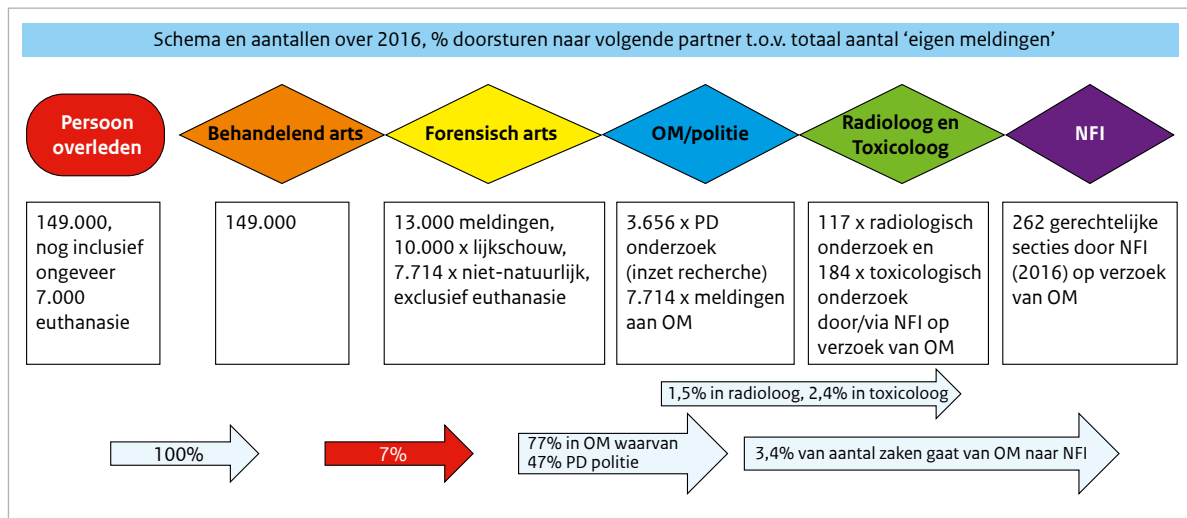 Schema en aantallen over 2016, % doorsturen naar volgende partner t.o.v. totaal aantal ‘eigen meldingen’
Persoon
overleden
Behandelend arts
Forensisch arts
OM/politie
Radioloog en
Toxicoloog
NFI
149.000,
nog inclusief
ongeveer
7.000
euthanasie
149.000
13.000 meldingen,
10.000 x lijkschouw,
7.714 x niet-natuurlijk,
exclusief euthanasie
3.656 x PD
onderzoek
(inzet recherche)
7.714 x meldingen
aan OM
117 x radiologisch
onderzoek en
184 x toxicologisch
onderzoek
door/via NFI op
verzoek van OM
262 gerechtelijke
secties door NFI
(2016) op verzoek
van OM
1,5% in radioloog, 2,4% in toxicoloog
100%
7%
77% in OM waarvan
47% PD politie
3,4% van aantal zaken gaat van OM naar NFI